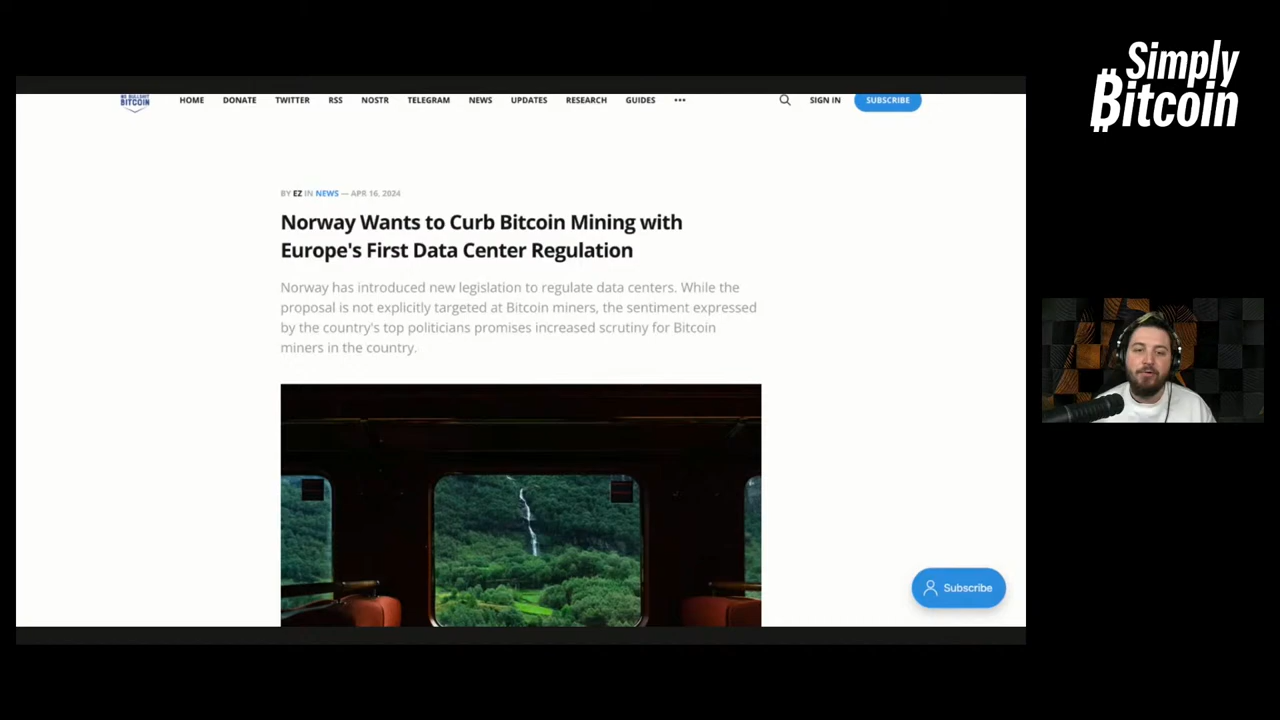 Simply
Bitcoin
NO BULLSHIT
BITCOIN
HOME DONATE TWITTER RSS NOSTR TELEGRAM NEWS UPDATES RESEARCH GUIDES ••• SIGN IN SUBSCRIBE
BY EZ IN NEWS — APR 16, 2024
Norway Wants to Curb Bitcoin Mining with
Europe's First Data Center Regulation
Norway has introduced new legislation to regulate data centers. While the
proposal is not explicitly targeted at Bitcoin miners, the sentiment expressed
by the country's top politicians promises increased scrutiny for Bitcoin
miners in the country.
Subscribe